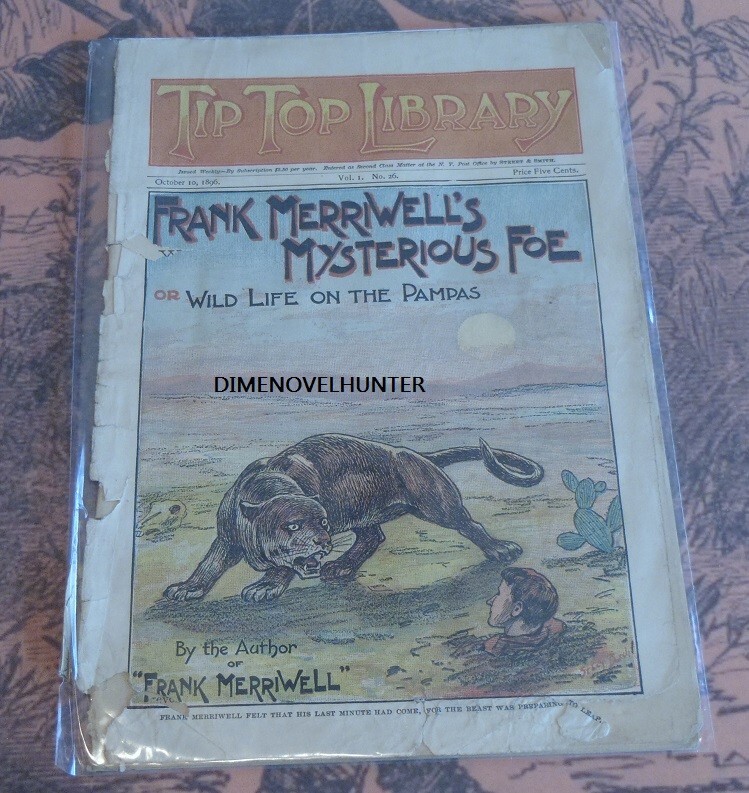 TIP TOP LIBRARY
Issued Weekly—By Subscription $2.50 per year. Entered as Second Class Matter at the N. Y. Post Office by STREET & SMITH.
October 10, 1896. Vol. 1. No. 26. Price Five Cents.
FRANK MERRIWELL'S
MYSTERIOUS FOE
OR WILD LIFE ON THE PAMPAS
DIMENOVELHUNTER
By the Author
OF
"FRANK MERRIWELL"
FRANK MERRIWELL FELT THAT HIS LAST MINUTE HAD COME, FOR THE BEAST WAS PREPARING TO LEAP.